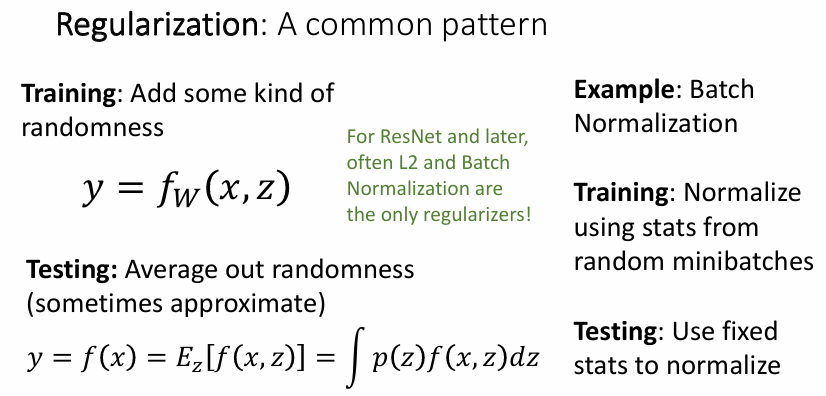 Regularization: A common pattern
Training: Add some kind of
randomness
y = f_W(x, z)
For ResNet and later,
often L2 and Batch
Normalization are
the only regularizers!
Testing: Average out randomness
(sometimes approximate)
y = f(x) = E_z[f(x, z)] = ∫ p(z)f(x, z)dz
Example: Batch
Normalization
Training: Normalize
using stats from
random minibatches
Testing: Use fixed
stats to normalize